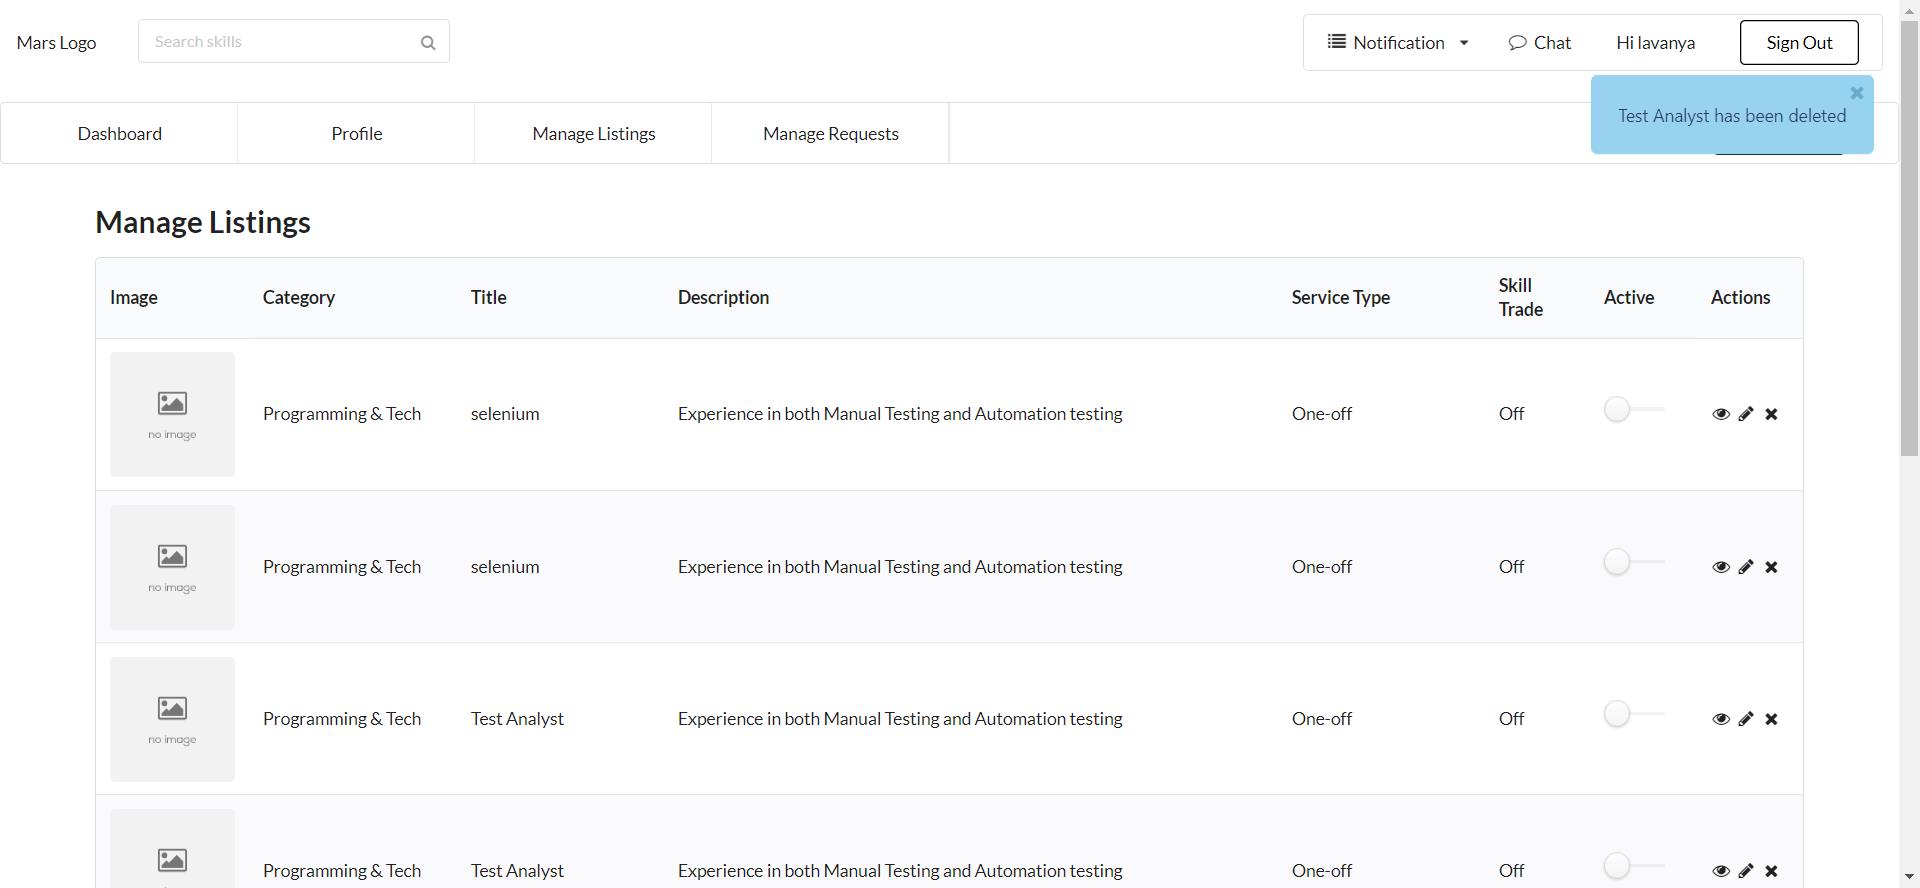 Mars Logo
Search skills
Notification
Chat
Hi lavanya
Sign Out
Test Analyst has been deleted
Dashboard
Profile
Manage Listings
Manage Requests
Manage Listings
Image
Category
Title
Description
Service Type
Skill
Trade
Active
Actions
no image
Programming & Tech
selenium
Experience in both Manual Testing and Automation testing
One-off
Off
no image
Programming & Tech
selenium
Experience in both Manual Testing and Automation testing
One-off
Off
no image
Programming & Tech
Test Analyst
Experience in both Manual Testing and Automation testing
One-off
Off
Programming & Tech
Test Analyst
Experience in both Manual Testing and Automation testing
One-off
Off